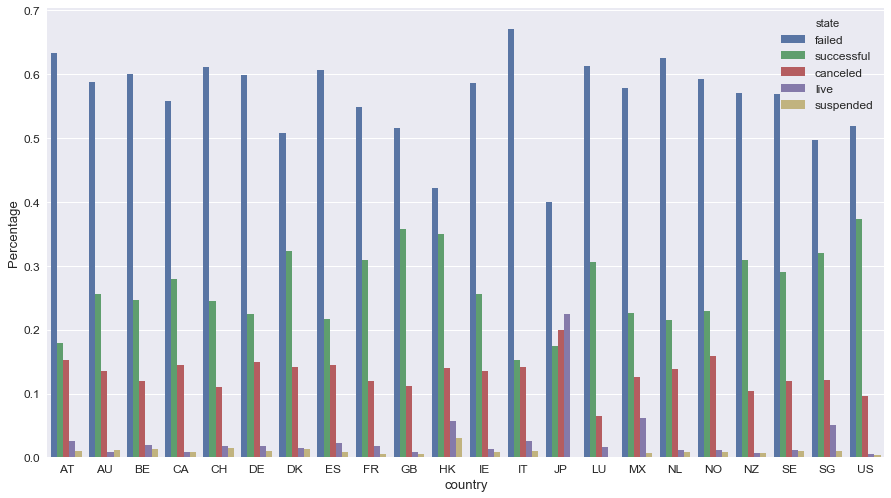 0.7
0.6
0.5
0.4
0.3
0.2
0.1
0.0
Percentage
state
failed
successful
canceled
live
suspended
AT AU BE CA CH DE DK ES FR GB HK IE IT JP LU MX NL NO NZ SE SG US
country